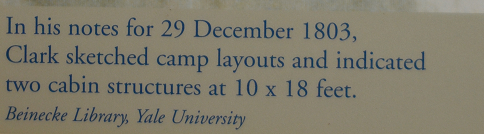 In his notes for 29 December 1803,
Clark sketched camp layouts and indicated
two cabin structures at 10 x 18 feet.
Beinecke Library, Yale University